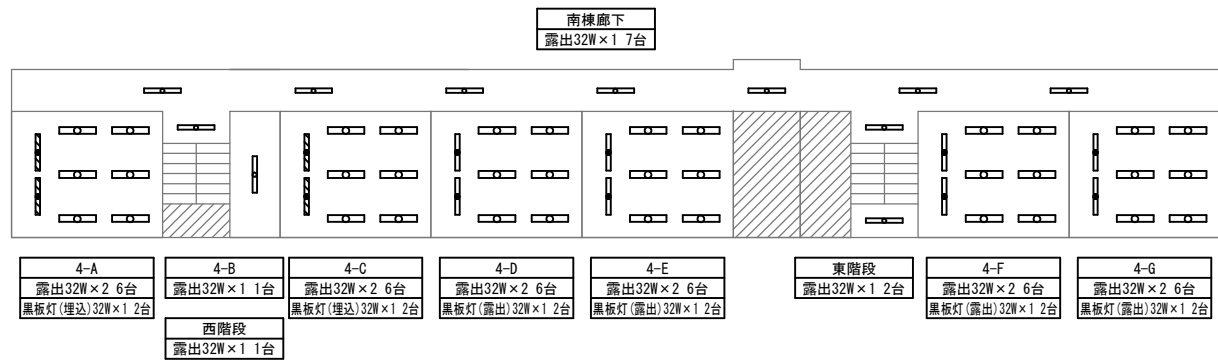 南棟廊下
露出32W×1 7台
4-A
露出32W×2 6台
黒板灯(埋込)32W×1 2台
4-B
露出32W×1 1台
西階段
露出32W×1 1台
4-C
露出32W×2 6台
黒板灯(埋込)32W×1 2台
4-D
露出32W×2 6台
黒板灯(露出)32W×1 2台
4-E
露出32W×2 6台
黒板灯(露出)32W×1 2台
東階段
露出32W×1 2台
4-F
露出32W×2 6台
黒板灯(露出)32W×1 2台
4-G
露出32W×2 6台
黒板灯(露出)32W×1 2台